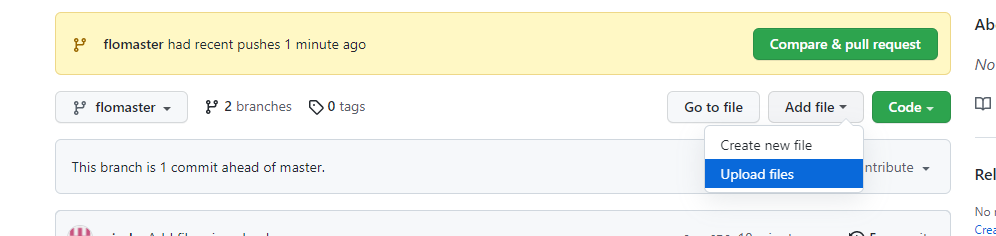 flomaster had recent pushes 1 minute ago
Compare & pull request
Ab
No
flomaster
2 branches
0 tags
Go to file
Add file
Code
Create new file
Upload files
This branch is 1 commit ahead of master.
ntribute
Rel
No
Crea